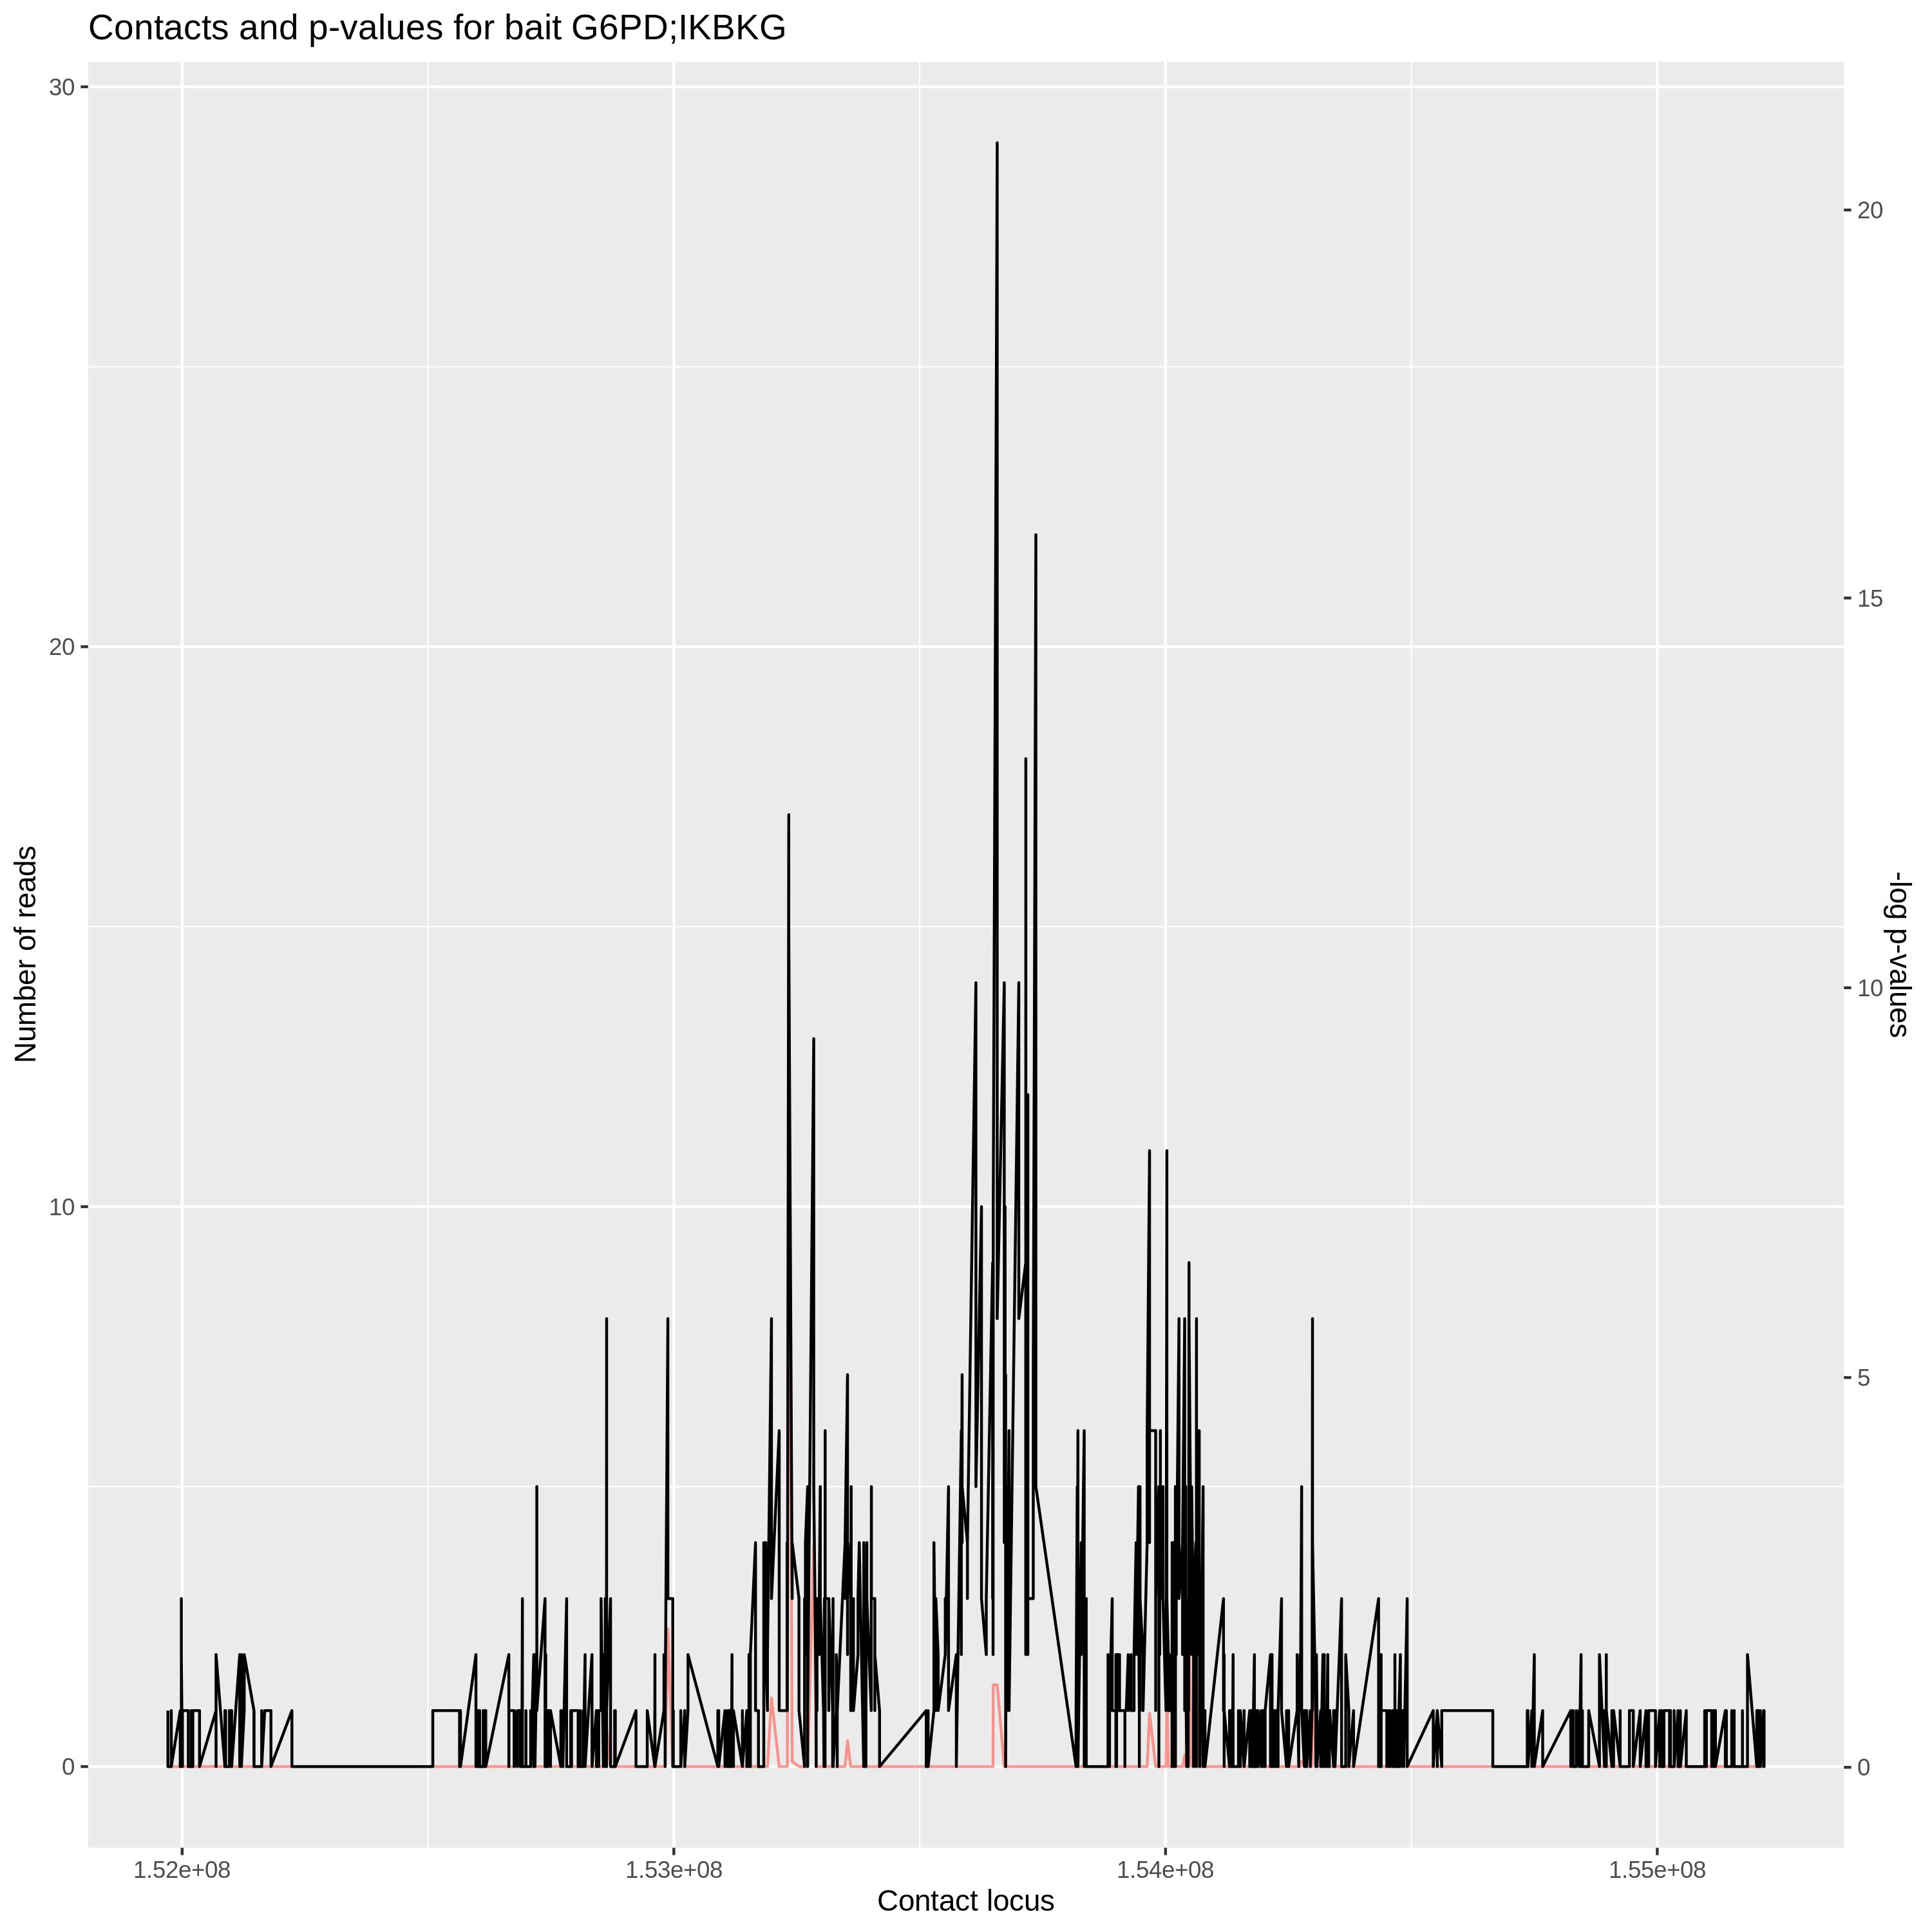 Contacts and p-values for bait G6PD;IKBKG
30
20
10
0
Number of reads
20
15
10
5
0
-log p-values
1.52e+08 1.53e+08 1.54e+08 1.55e+08
Contact locus